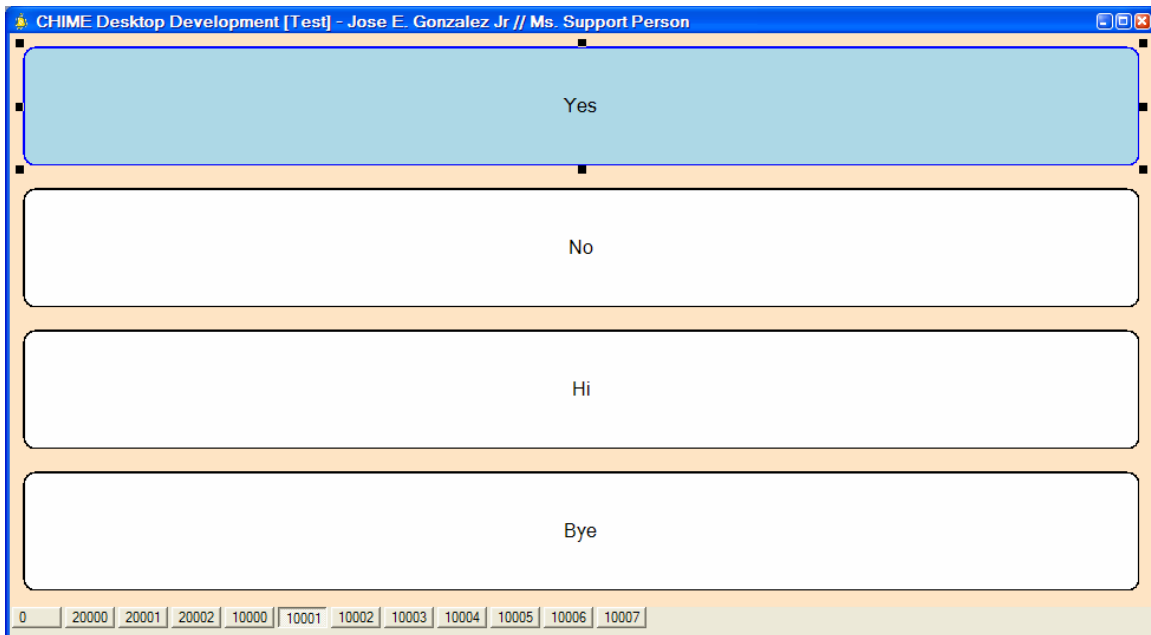 CHIME Desktop Development [Test] - Jose E. Gonzalez Jr // Ms. Support Person
Yes
No
Hi
Bye
0 20000 20001 20002 10000 10001 10002 10003 10004 10005 10006 10007